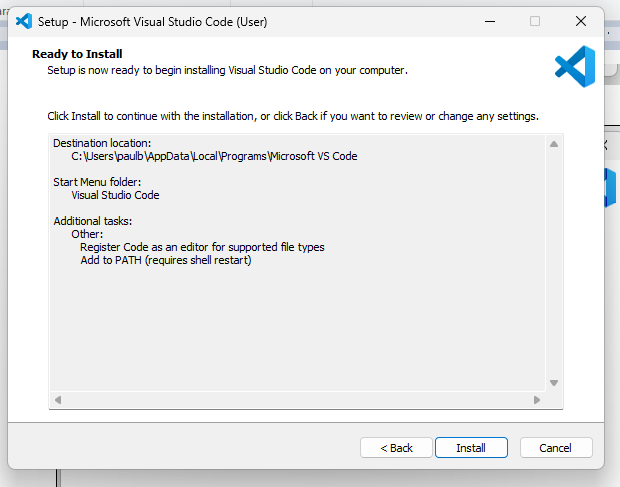 Setup - Microsoft Visual Studio Code (User)
Ready to Install
Setup is now ready to begin installing Visual Studio Code on your computer.
Click Install to continue with the installation, or click Back if you want to review or change any settings.
Destination location:
C:\Users\paulb\AppData\Local\Programs\Microsoft VS Code
Start Menu folder:
Visual Studio Code
Additional tasks:
Other:
Register Code as an editor for supported file types
Add to PATH (requires shell restart)
< Back
Install
Cancel